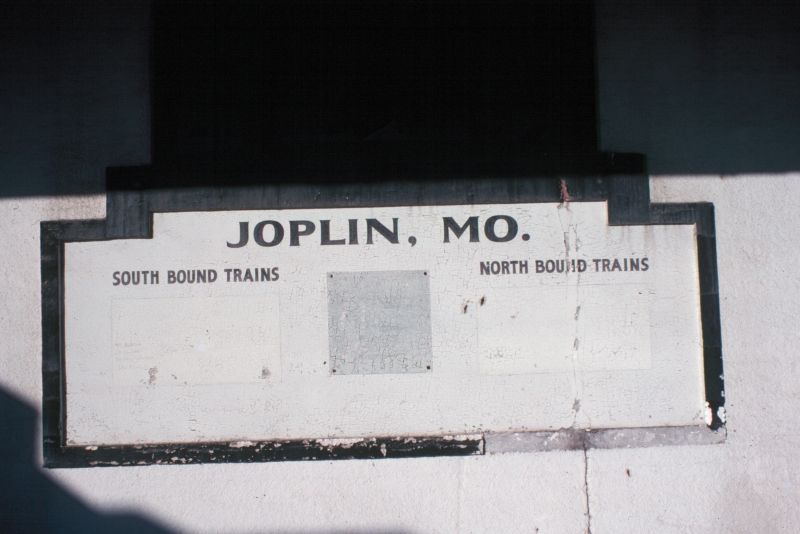 JOPLIN, MO.
SOUTH BOUND TRAINS
NORTH BOUND TRAINS